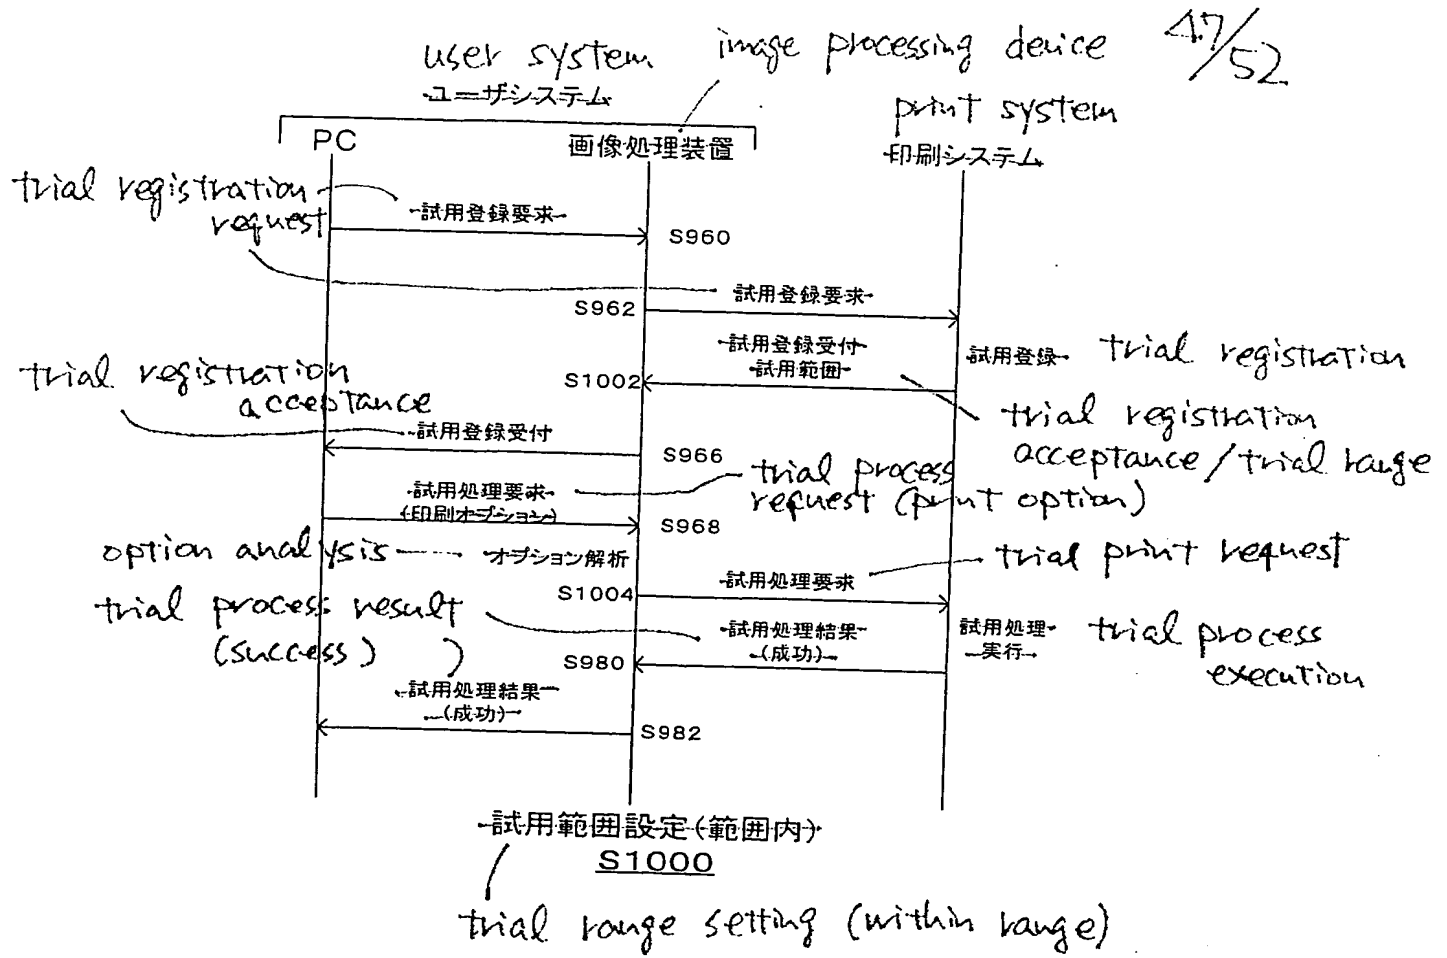 user system
image processing device
47/52
ユーザシステム
print system
PC
画像処理装置
印刷システム
trial registration
request
試用登録要求
S960
試用登録要求
S962
試用登録受付
試用範囲
試用登録
trial registration
S1002
trial registration
acceptance
trial registration
acceptance / trial range
試用登録受付
S966
試用処理要求
(印刷オプション)
trial process
request (print option)
S968
option analysis
オプション解析
trial print request
試用処理要求
S1004
trial process result
(success)
試用処理結果
(成功)
試用処理
実行
trial process
execution
S980
試用処理結果
(成功)
S982
試用範囲設定(範囲内)
S1000
trial range setting (within range)